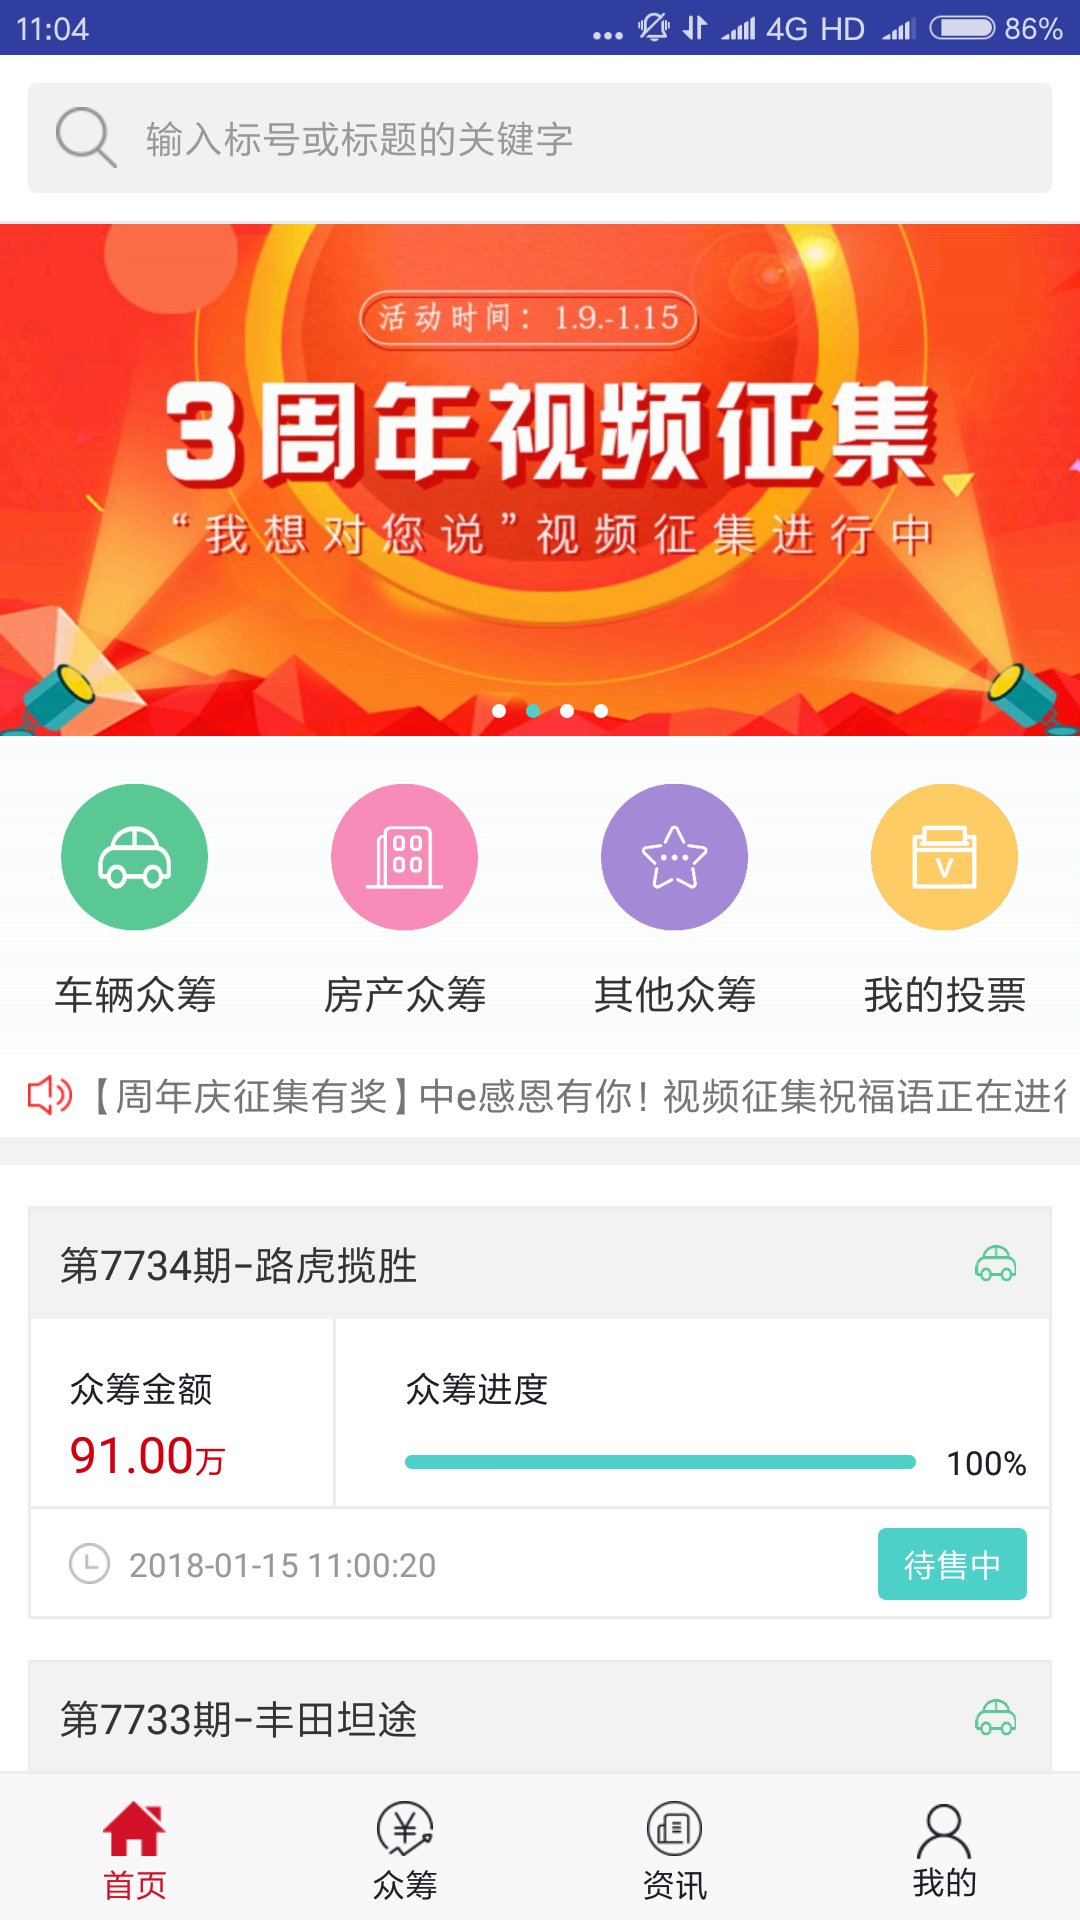 11:04
4G HD 86%
输入标号或标题的关键字
活动时间：1.9.-1.15
3周年视频征集
“我想对您说”视频征集进行中
车辆众筹 房产众筹 其他众筹 我的投票
【周年庆征集有奖】中e感恩有你！视频征集祝福语正在进行
第7734期-路虎揽胜
众筹金额 众筹进度
91.00万 100%
2018-01-15 11:00:20 待售中
第7733期-丰田坦途
首页 众筹 资讯 我的